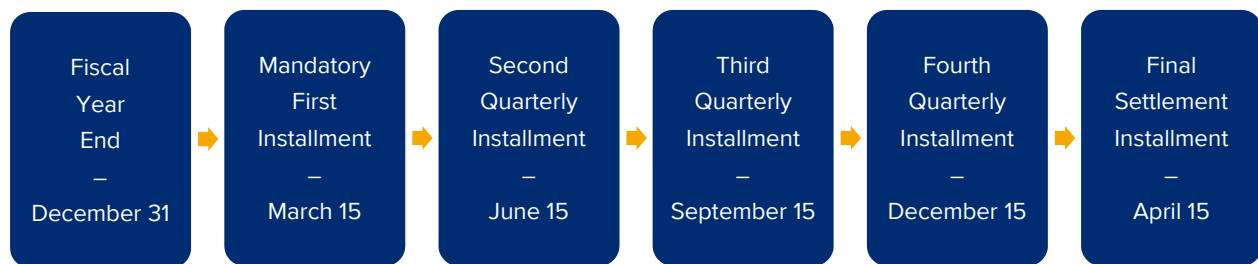 Fiscal
Year
End
–
December 31
Mandatory
First
Installment
–
March 15
Second
Quarterly
Installment
–
June 15
Third
Quarterly
Installment
–
September 15
Fourth
Quarterly
Installment
–
December 15
Final
Settlement
Installment
–
April 15